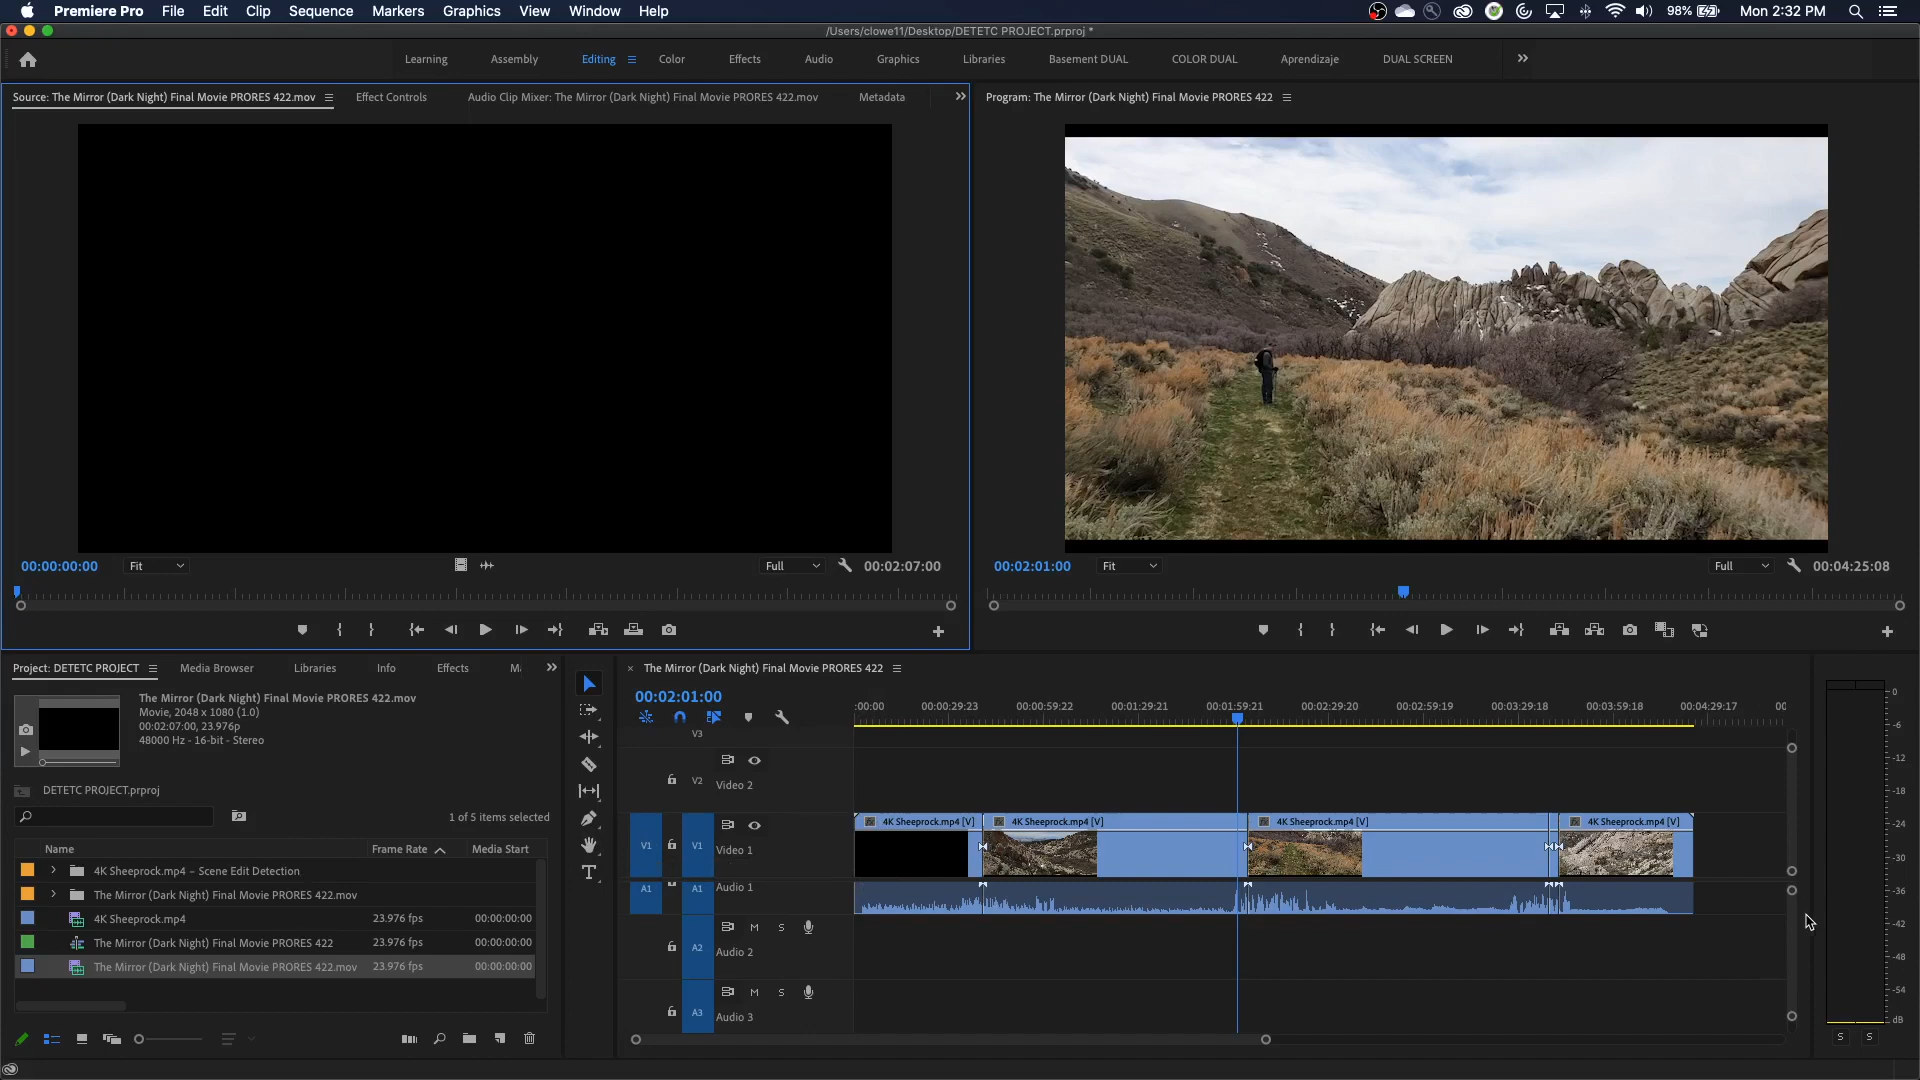 Premiere Pro File Edit Clip Sequence Markers Graphics View Window Help 98% Mon 2:32 PM
/Users/clowe11/Desktop/DETETC PROJECT.prproj *
Learning Assembly Editing Color Effects Audio Graphics Libraries Basement DUAL COLOR DUAL Aprendizaje DUAL SCREEN
Source: The Mirror (Dark Night) Final Movie PRORES 422.mov Effect Controls Audio Clip Mixer: The Mirror (Dark Night) Final Movie PRORES 422.mov Metadata
Program: The Mirror (Dark Night) Final Movie PRORES 422
00:00:00:00 Fit Full 00:02:07:00
00:02:01:00 Fit Full 00:04:25:08
Project: DETETC PROJECT Media Browser Libraries Info Effects M
The Mirror (Dark Night) Final Movie PRORES 422.mov
Movie, 2048 x 1080 (1.0)
00:02:07:00, 23.976p
48000 Hz - 16-bit - Stereo
DETETC PROJECT.prproj
1 of 5 items selected
Name Frame Rate Media Start
4K Sheeprock.mp4 – Scene Edit Detection
The Mirror (Dark Night) Final Movie PRORES 422.mov
4K Sheeprock.mp4 23.976 fps 00:00:00:00
The Mirror (Dark Night) Final Movie PRORES 422 23.976 fps 00:00:00:00
The Mirror (Dark Night) Final Movie PRORES 422.mov 23.976 fps 00:00:00:00
T
× The Mirror (Dark Night) Final Movie PRORES 422
00:02:01:00
:00:00 00:00:29:23 00:00:59:22 00:01:29:21 00:01:59:21 00:02:29:20 00:02:59:19 00:03:29:18 00:03:59:18 00:04:29:17 00
V3
V2 Video 2
4K Sheeprock.mp4 [V] 4K Sheeprock.mp4 [V] 4K Sheeprock.mp4 [V] 4K Sheeprock.mp4 [V]
V1 V1 Video 1
A1 A1 Audio 1
M S
A2 Audio 2
M S
A3 Audio 3
0
-6
-12
-18
-24
-30
-36
-42
-48
-54
dB
S S